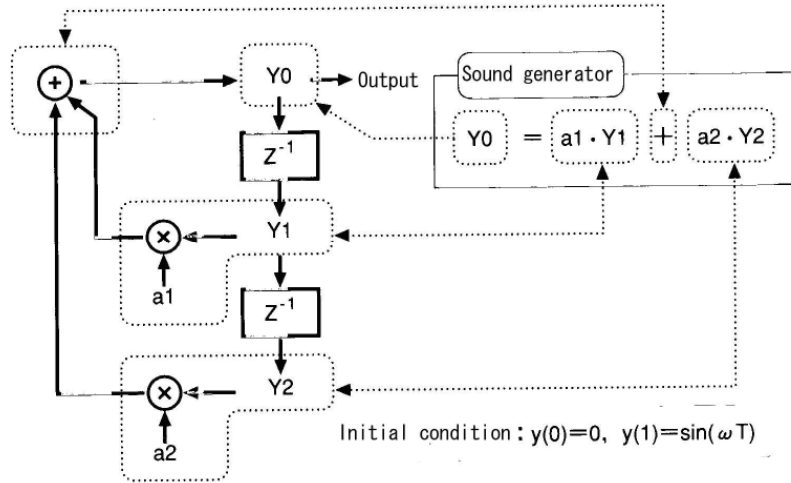 + Y0 Output
Sound generator
Y0 = a1・Y1 + a2・Y2
Z⁻¹
× Y1
a1
Z⁻¹
× Y2
a2
Initial condition : y(0)=0, y(1)=sin(ωT)